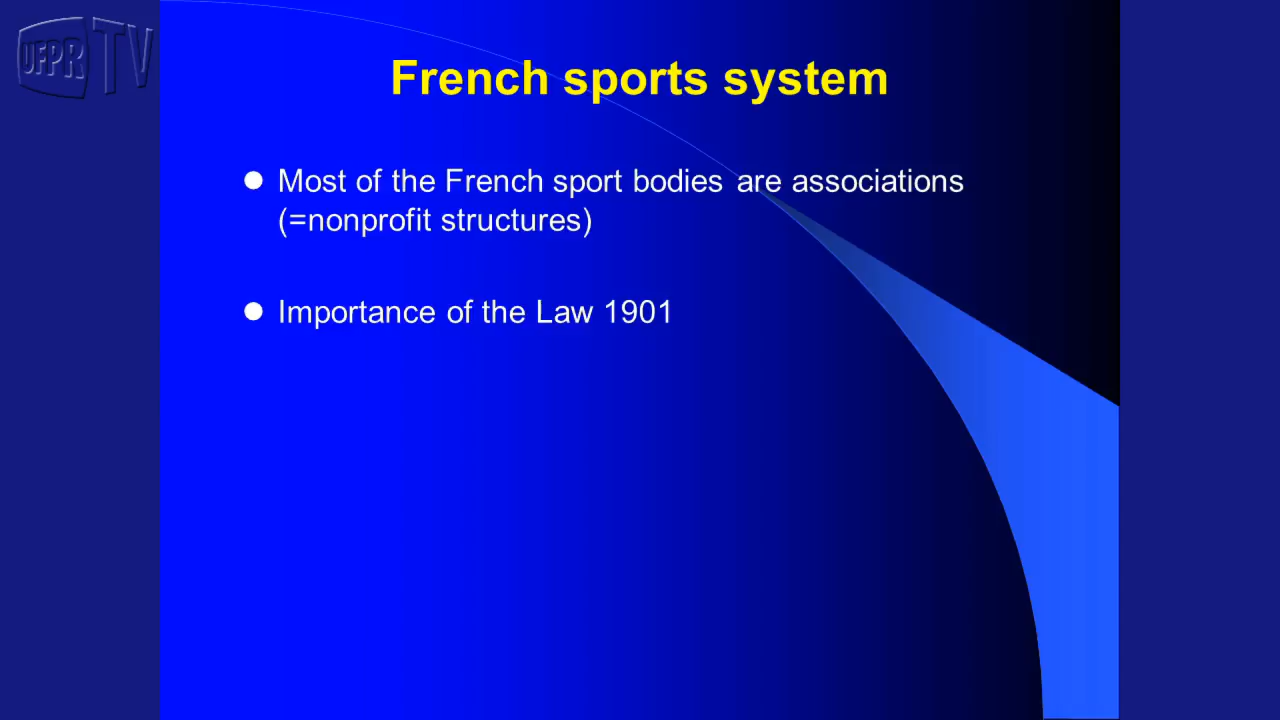 UFPR TV
French sports system
Most of the French sport bodies are associations
(=nonprofit structures)
Importance of the Law 1901